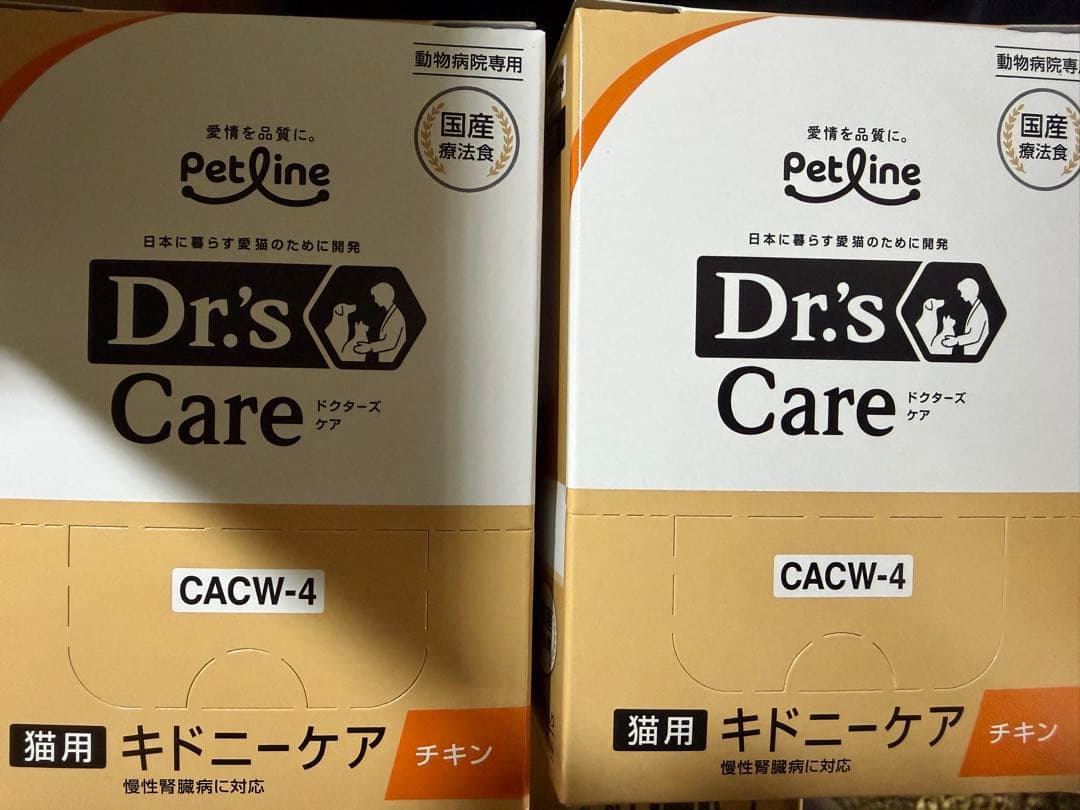 動物病院専用
国産
療法食
愛情を品質に。
Petline
日本に暮らす愛猫のために開発
Dr.'s
Care
ドクターズ
ケア
CACW-4
猫用 キドニーケア チキン
慢性腎臓病に対応
動物病院専
国産
療法食
愛情を品質に。
Petline
日本に暮らす愛猫のために開発
Dr.'s
Care
ドクターズ
ケア
CACW-4
猫用 キドニーケア チキン
慢性腎臓病に対応